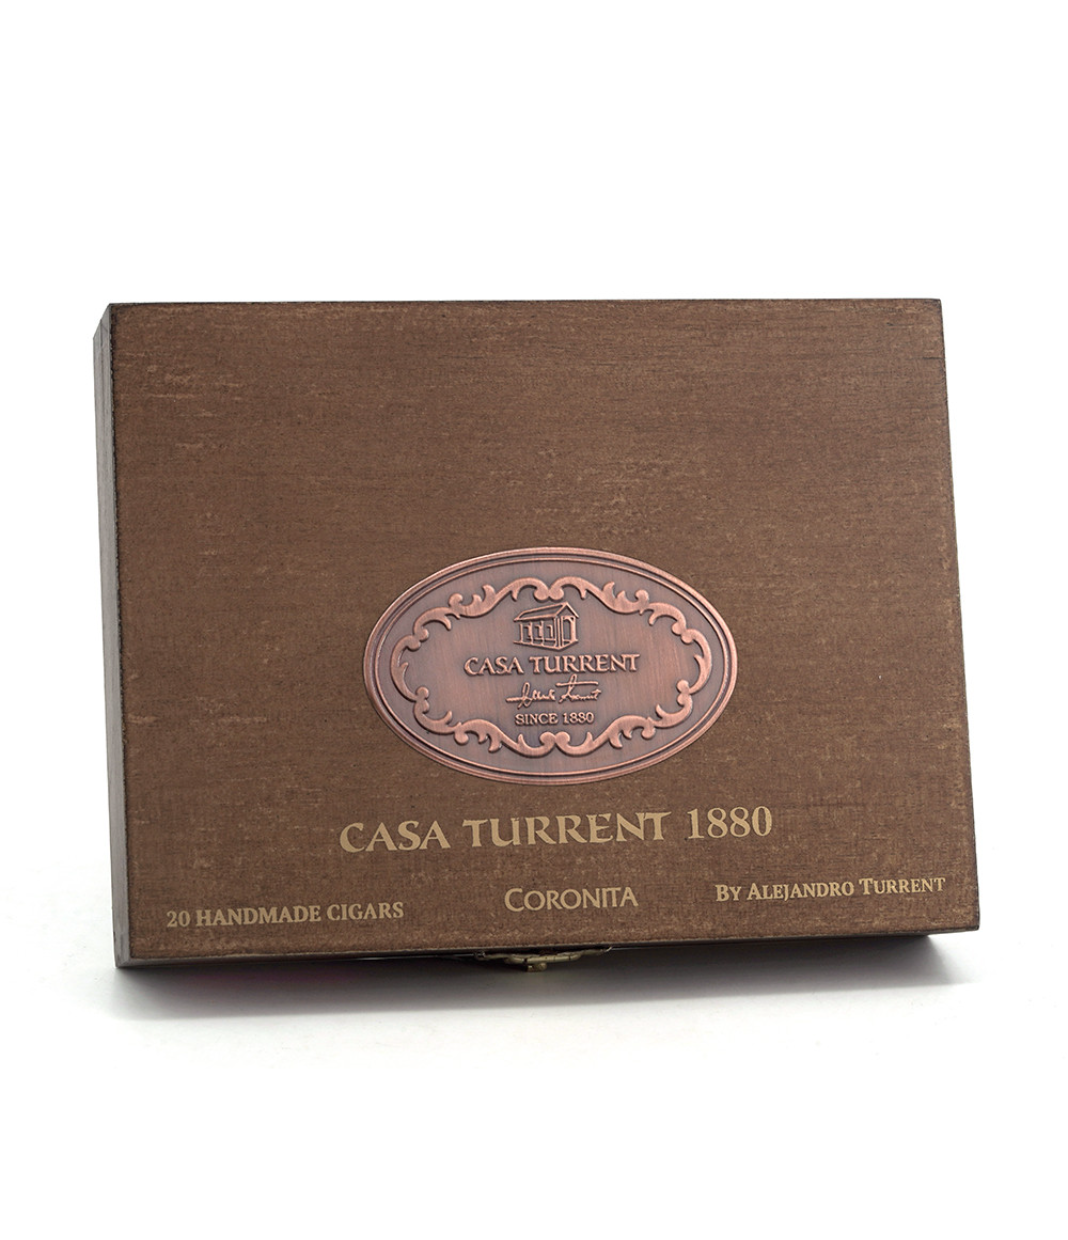 CASA TURRENT
SINCE 1880
CASA TURRENT 1880
20 HANDMADE CIGARS
CORONITA
BY ALEJANDRO TURRENT